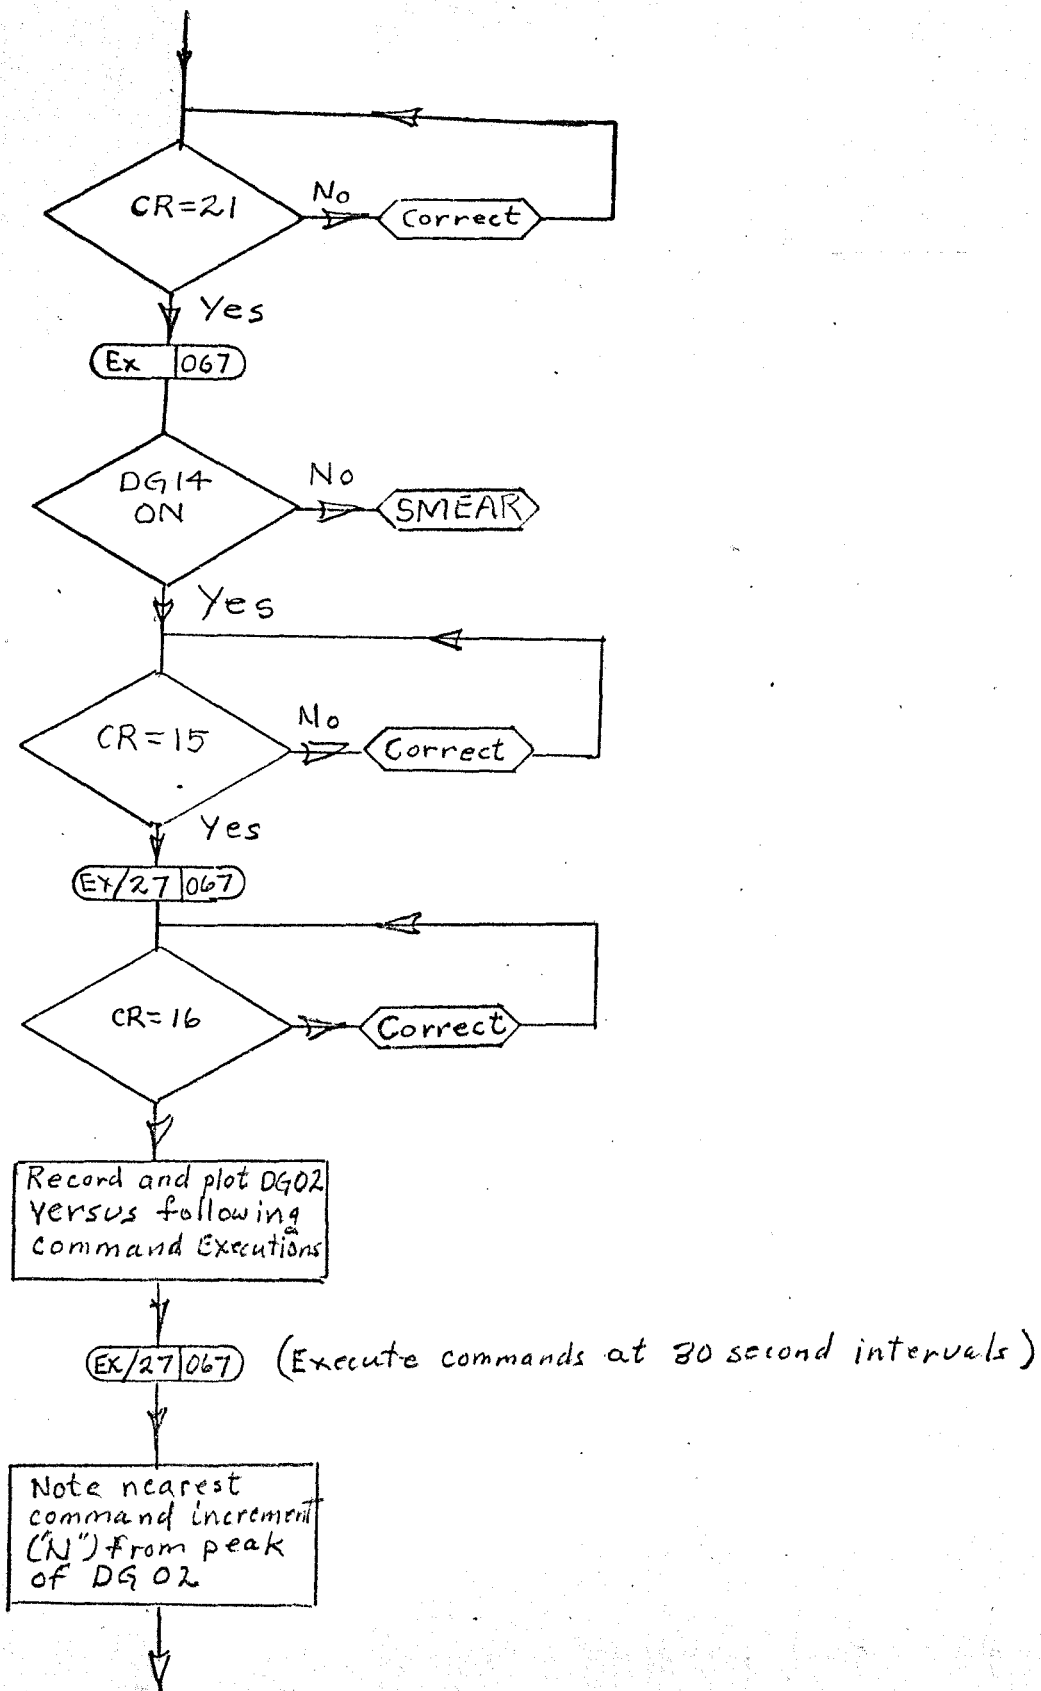 CR=21
No
Correct
Yes
Ex 067
DG14
ON
No
SMEAR
Yes
CR=15
No
Correct
Yes
EX/27 067
CR=16
Correct
Record and plot DG02
versus following
Command Executions
EX/27 067
(Execute commands at 30 second intervals)
Note nearest
command increment
("N") from peak
of DG 02